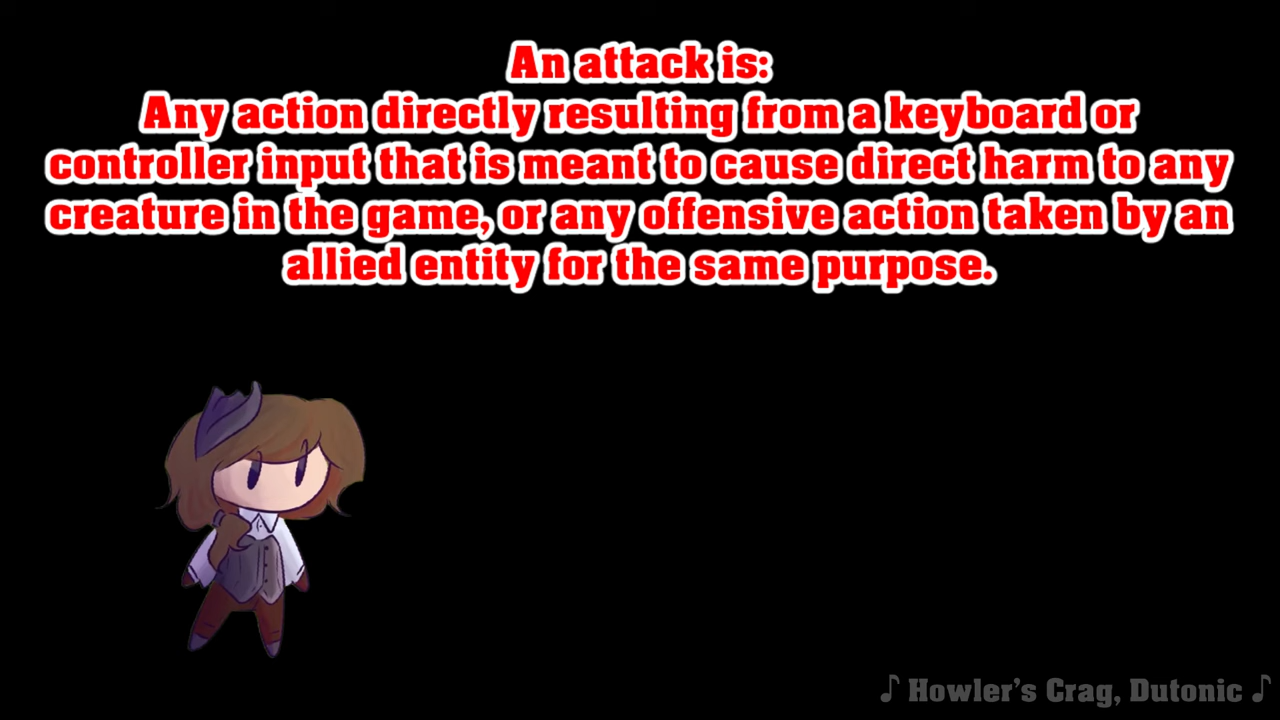 An attack is:
Any action directly resulting from a keyboard or
controller input that is meant to cause direct harm to any
creature in the game, or any offensive action taken by an
allied entity for the same purpose.
♪ Howler's Crag, Dutonic ♪